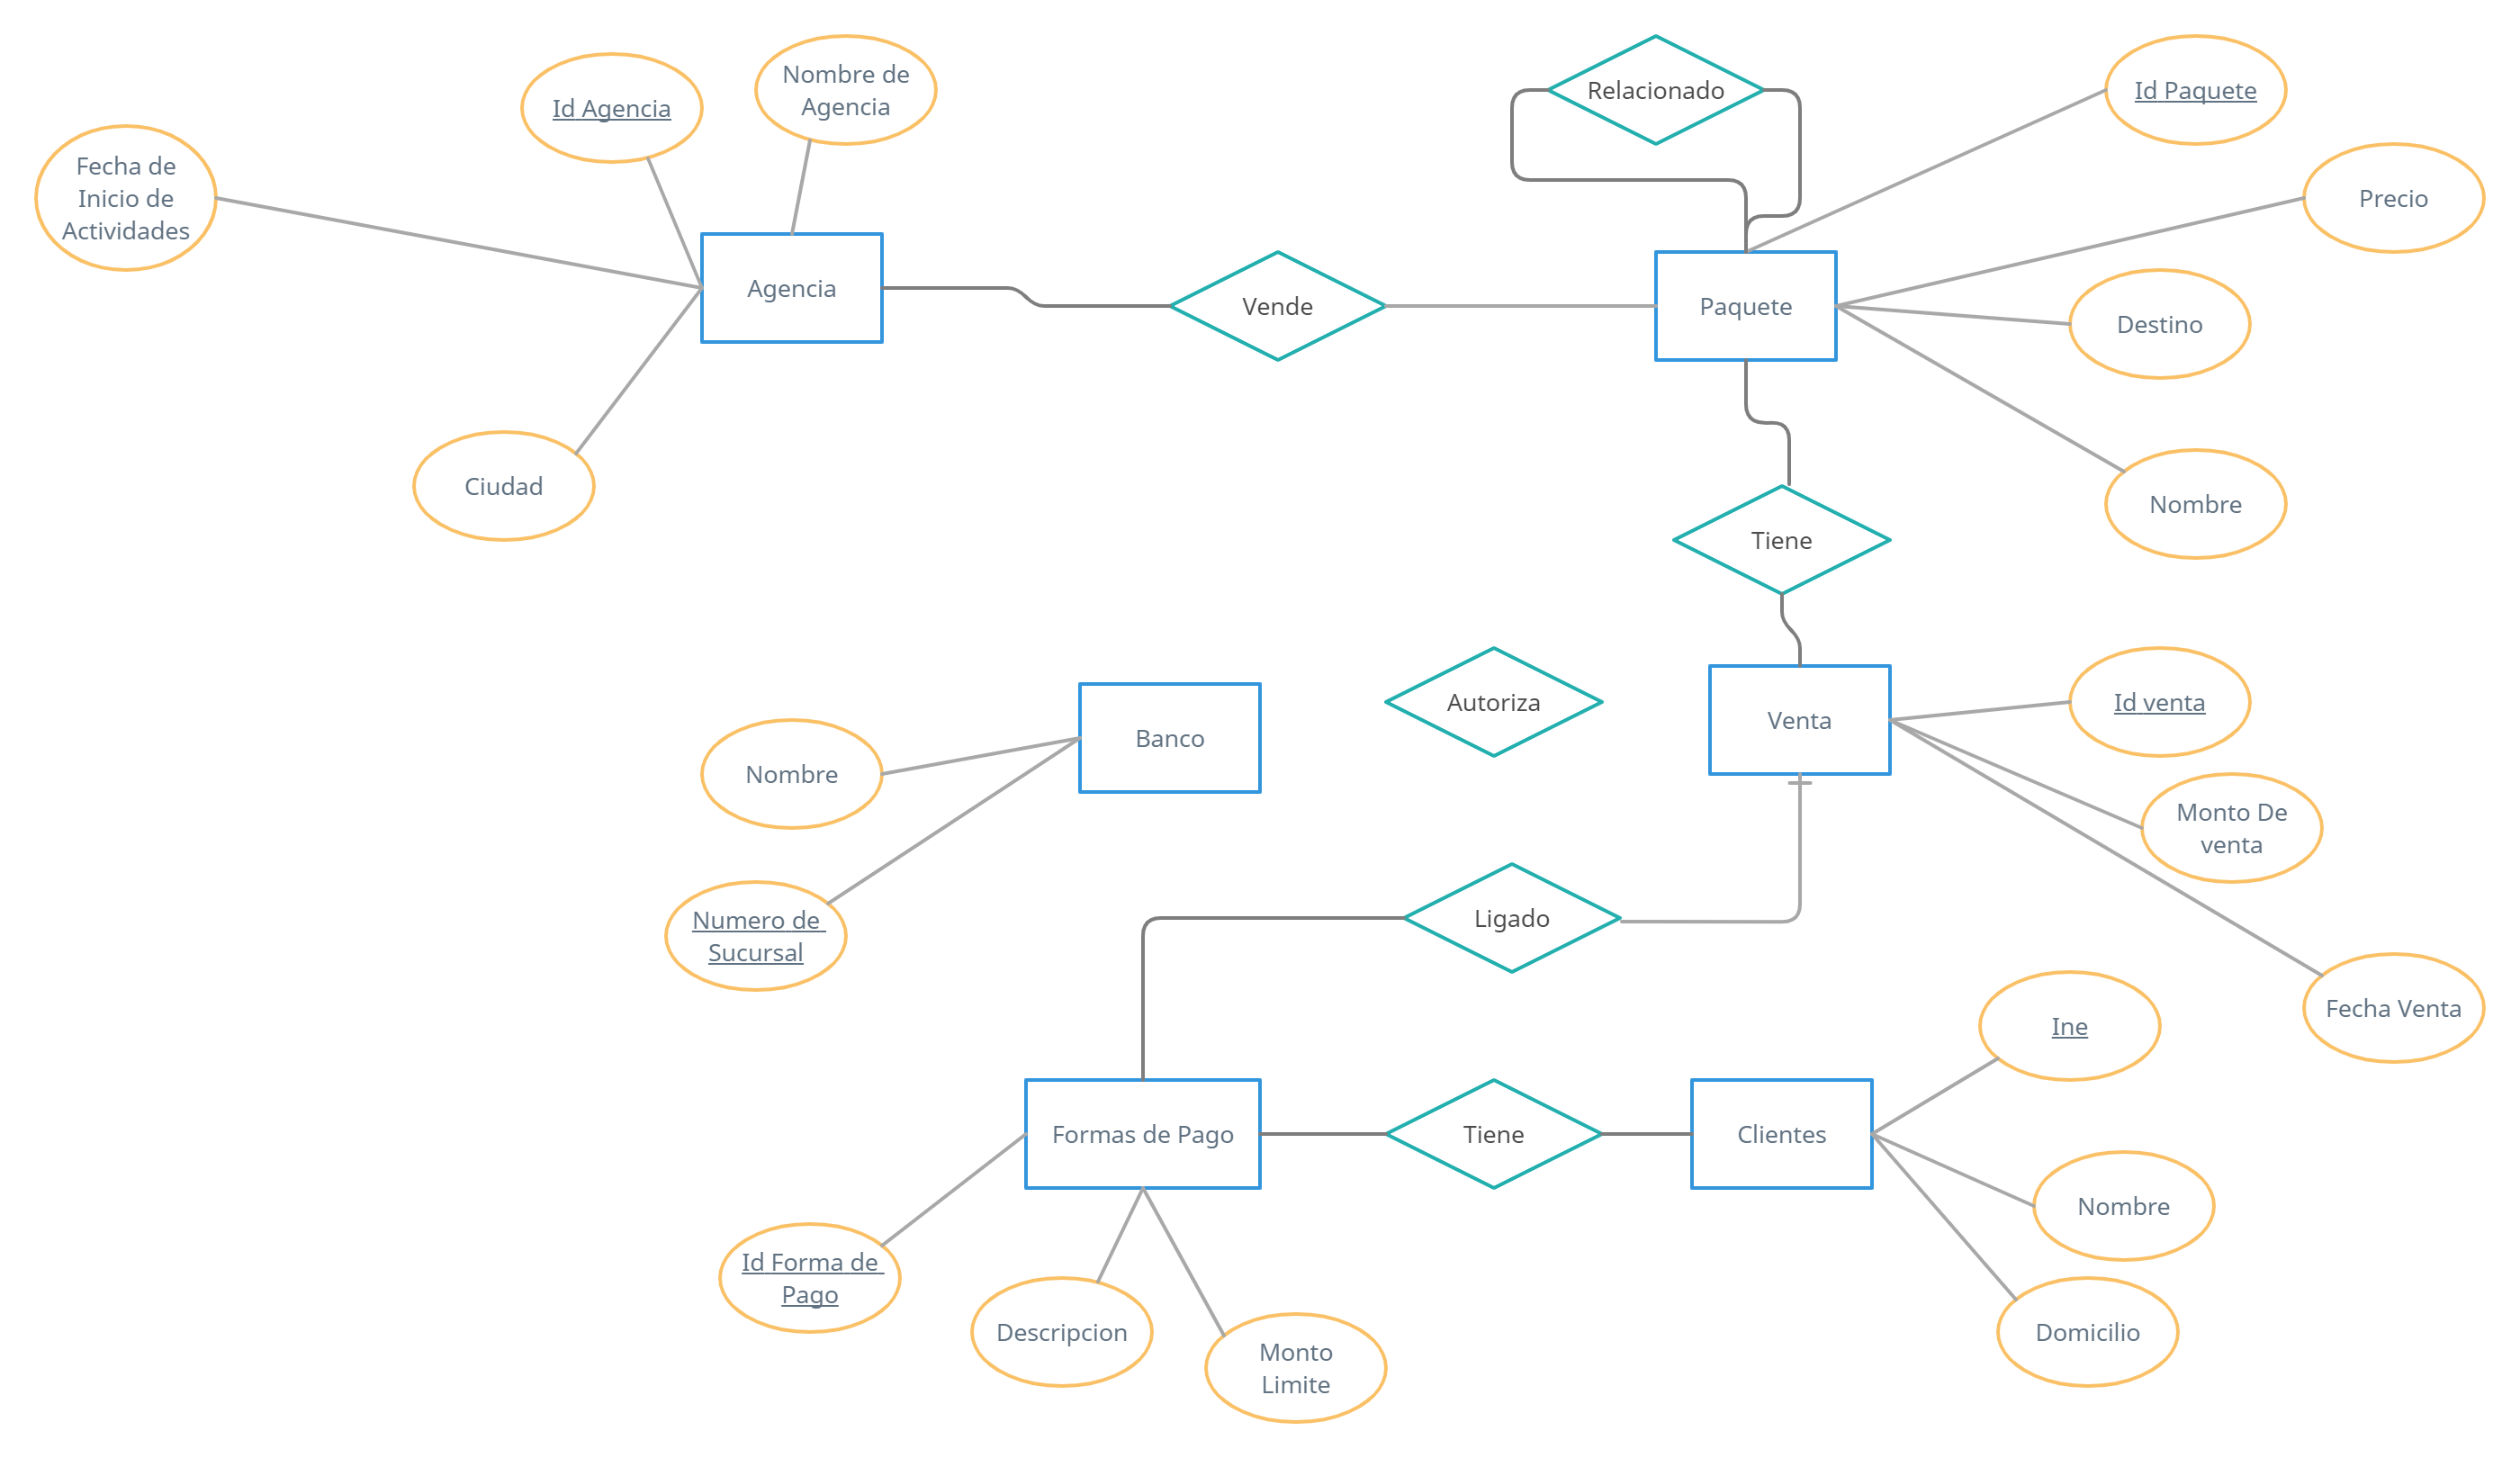 Nombre de
Agencia
Relacionado
Id Paquete
Id Agencia
Fecha de
Inicio de
Actividades
Precio
Agencia
Vende
Paquete
Destino
Ciudad
Nombre
Tiene
Autoriza
Venta
Id venta
Banco
Nombre
Monto De
venta
Numero de
Sucursal
Ligado
Fecha Venta
Ine
Formas de Pago
Tiene
Clientes
Nombre
Id Forma de
Pago
Descripcion
Domicilio
Monto
Limite